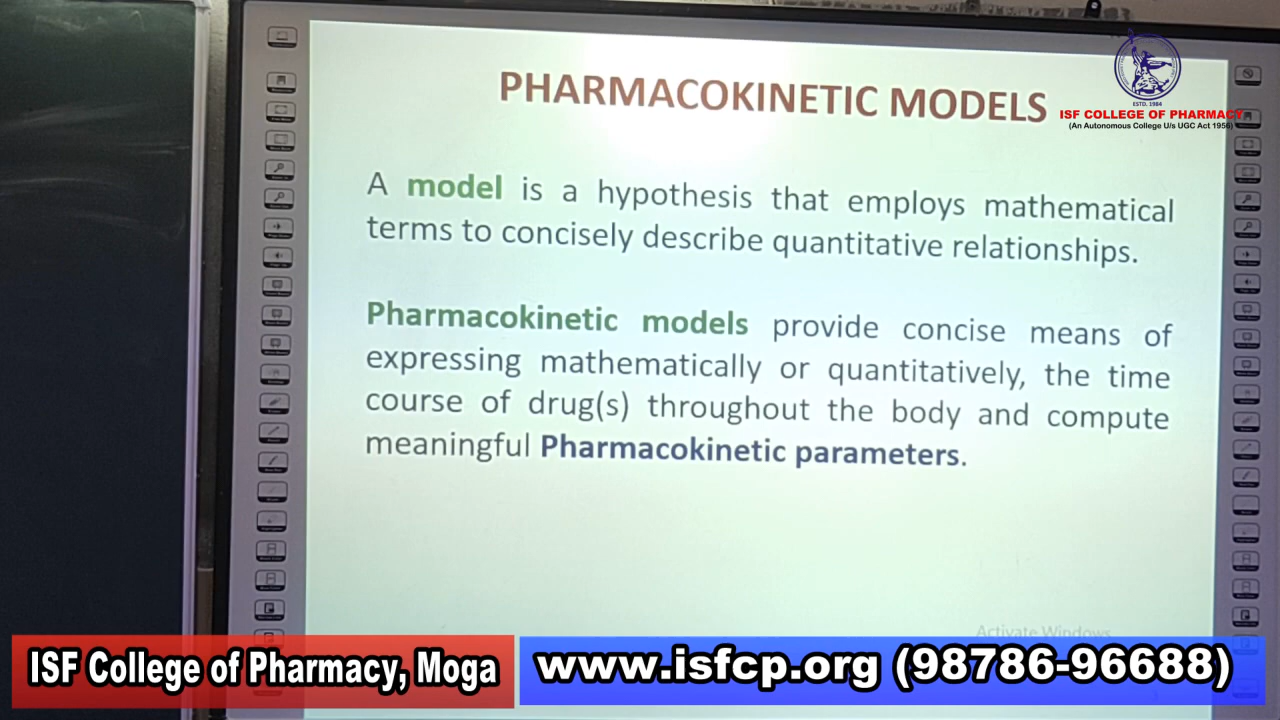 PHARMACOKINETIC MODELS
ESTD. 1984
ISF COLLEGE OF PHARMACY
(An Autonomous College U/s UGC Act 1956)
A model is a hypothesis that employs mathematical
terms to concisely describe quantitative relationships.
Pharmacokinetic models provide concise means of
expressing mathematically or quantitatively, the time
course of drug(s) throughout the body and compute
meaningful Pharmacokinetic parameters.
Activate Windows
ISF College of Pharmacy, Moga
www.isfcp.org (98786-96688)